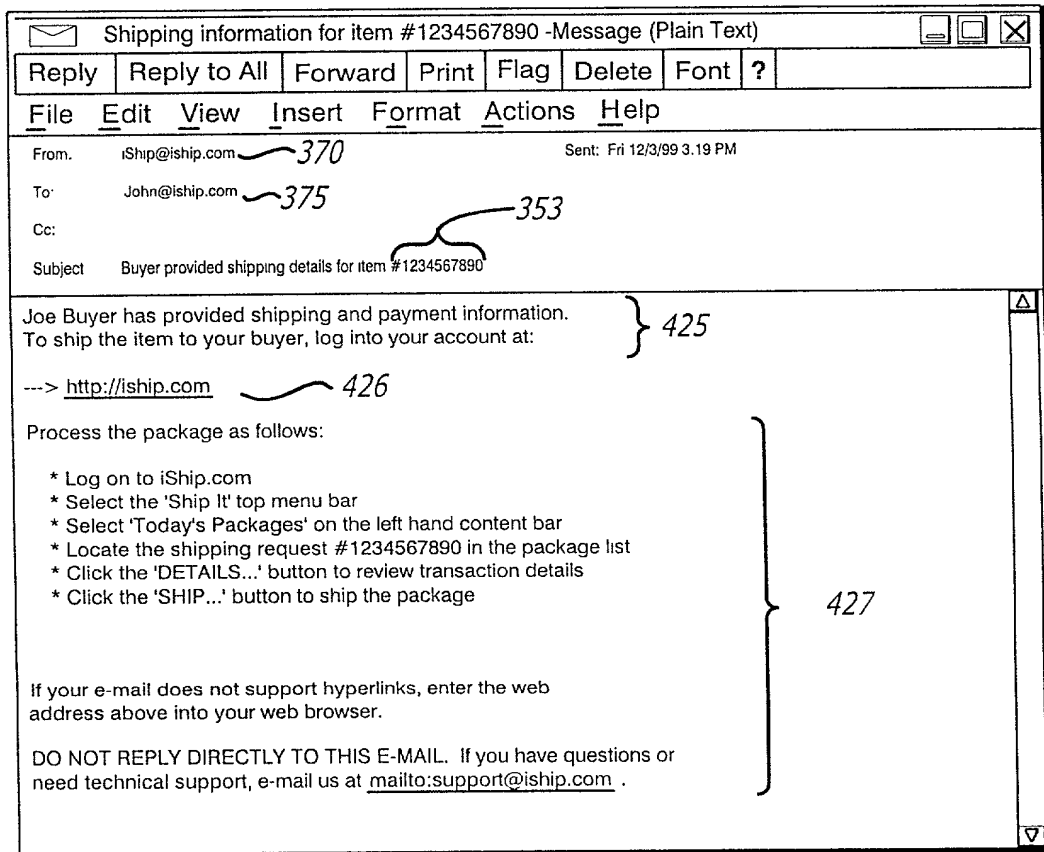 Shipping information for item #1234567890 -Message (Plain Text)
Reply Reply to All Forward Print Flag Delete Font ?
File Edit View Insert Format Actions Help
From. iShip@iship.com 370 Sent: Fri 12/3/99 3.19 PM
To· John@iship.com 375
353
Cc:
Subject Buyer provided shipping details for item #1234567890
Joe Buyer has provided shipping and payment information.
To ship the item to your buyer, log into your account at:
425
---> http://iship.com 426
Process the package as follows:
* Log on to iShip.com
* Select the 'Ship It' top menu bar
* Select 'Today's Packages' on the left hand content bar
* Locate the shipping request #1234567890 in the package list
* Click the 'DETAILS...' button to review transaction details
* Click the 'SHIP...' button to ship the package
427
If your e-mail does not support hyperlinks, enter the web
address above into your web browser.
DO NOT REPLY DIRECTLY TO THIS E-MAIL. If you have questions or
need technical support, e-mail us at mailto:support@iship.com .